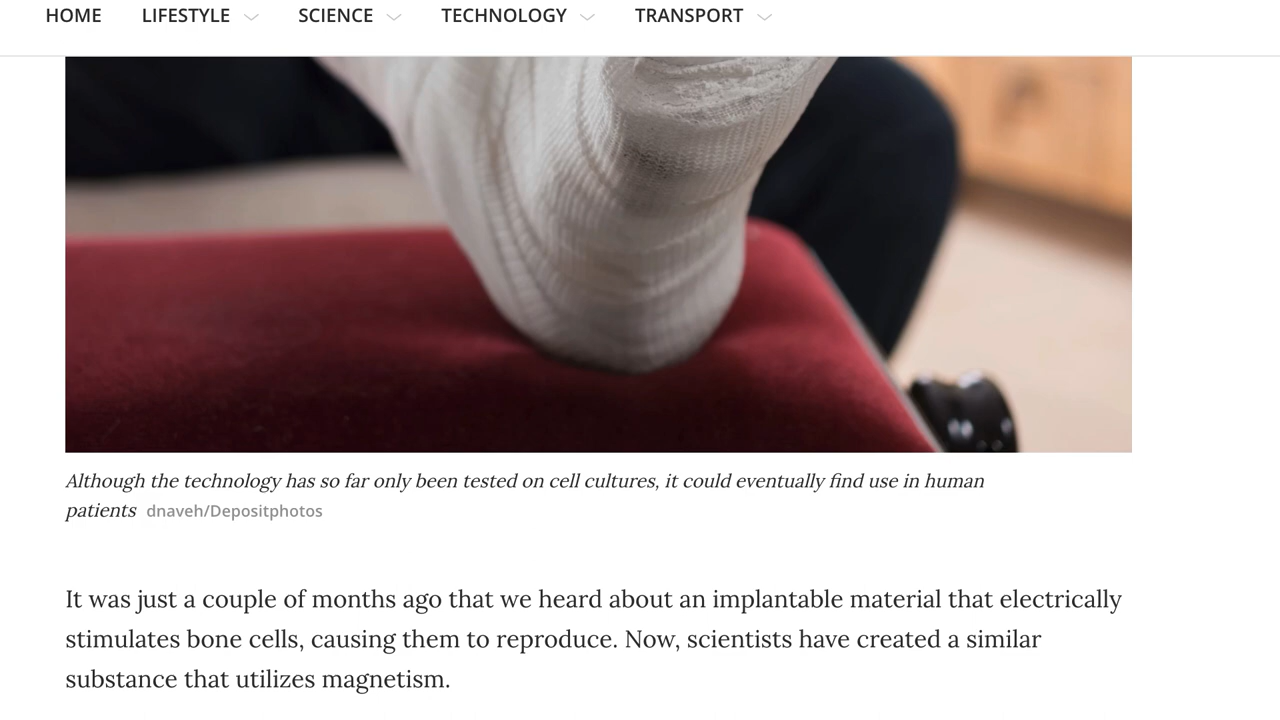 HOME LIFESTYLE SCIENCE TECHNOLOGY TRANSPORT
Although the technology has so far only been tested on cell cultures, it could eventually find use in human
patients dnaveh/Depositphotos
It was just a couple of months ago that we heard about an implantable material that electrically
stimulates bone cells, causing them to reproduce. Now, scientists have created a similar
substance that utilizes magnetism.